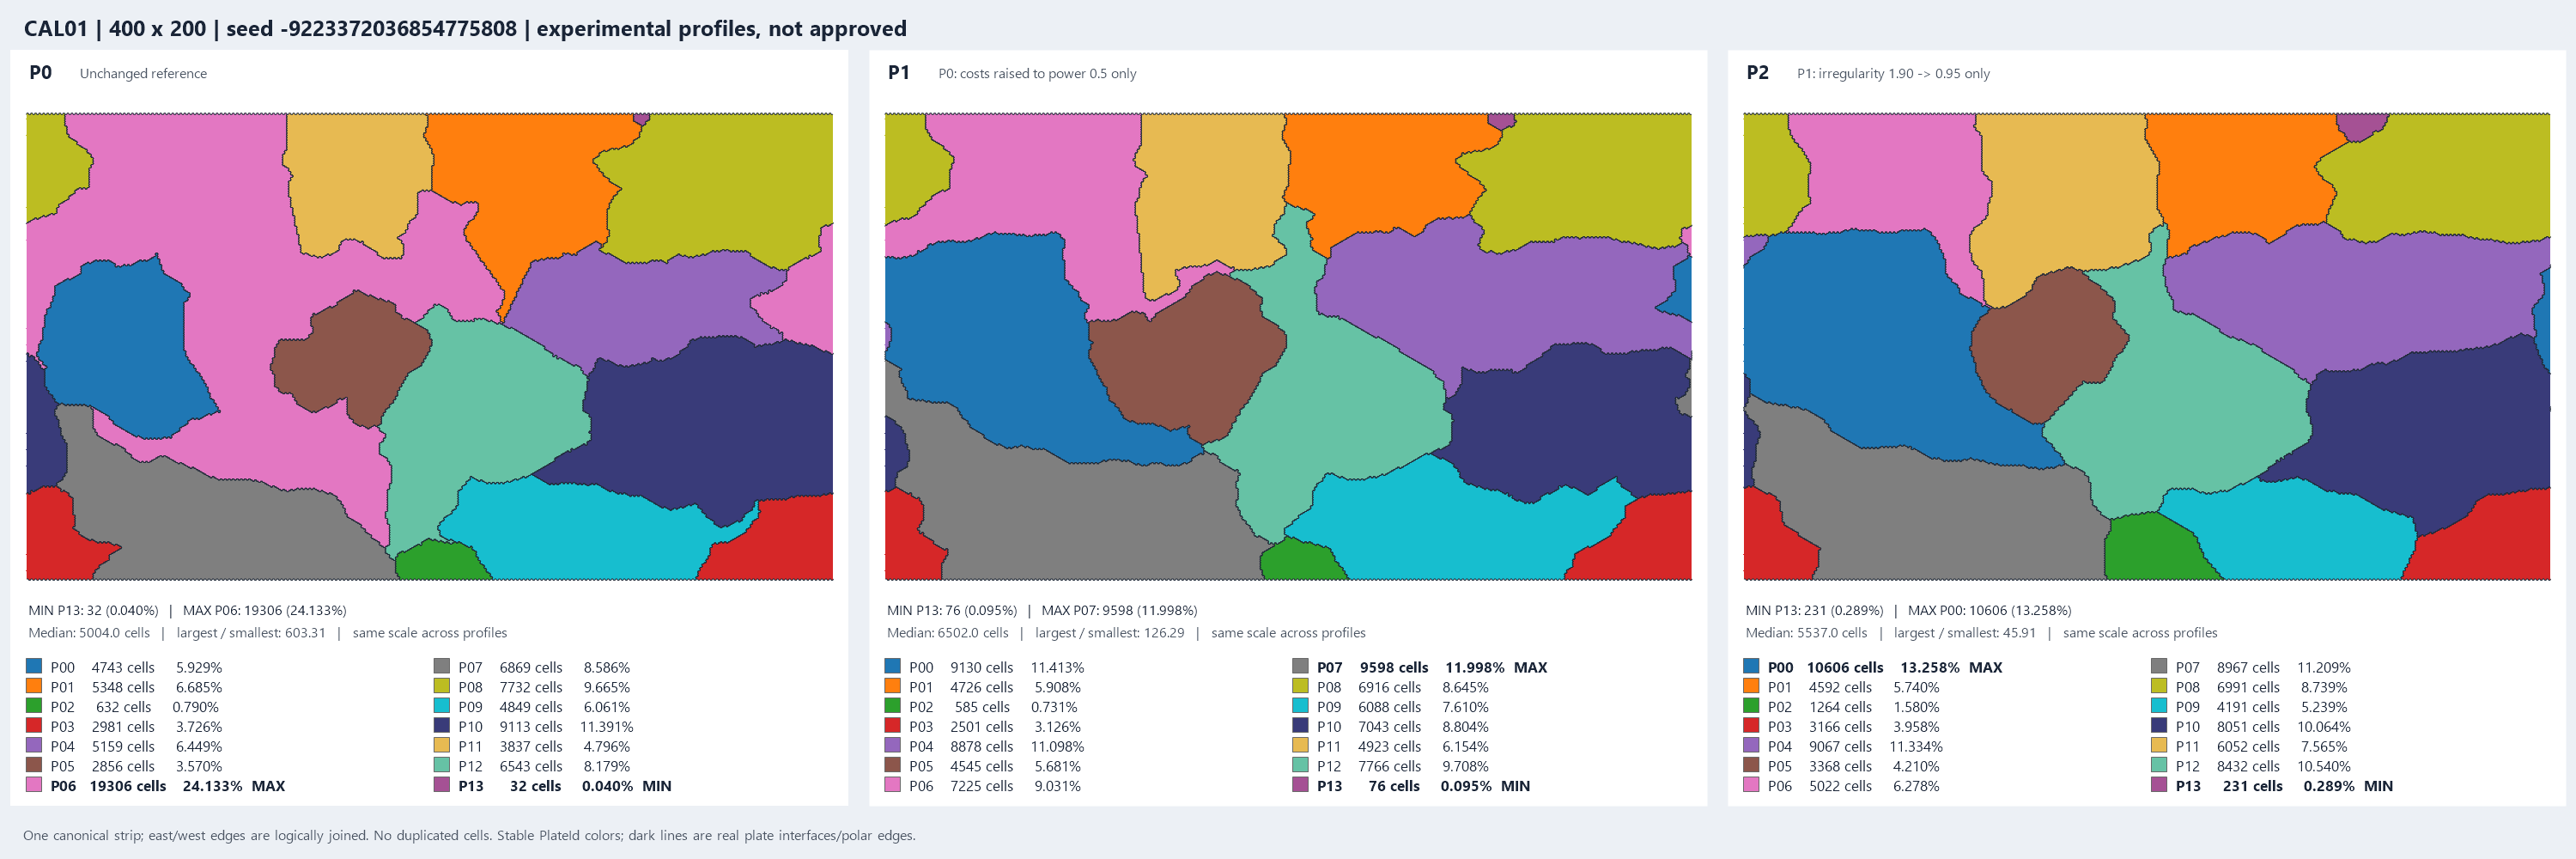 CAL01 | 400 x 200 | seed -9223372036854775808 | experimental profiles, not approved
P0 Unchanged reference
MIN P13: 32 (0.040%) | MAX P06: 19306 (24.133%)
Median: 5004.0 cells | largest / smallest: 603.31 | same scale across profiles
P00 4743 cells 5.929%
P01 5348 cells 6.685%
P02 632 cells 0.790%
P03 2981 cells 3.726%
P04 5159 cells 6.449%
P05 2856 cells 3.570%
P06 19306 cells 24.133% MAX
P07 6869 cells 8.586%
P08 7732 cells 9.665%
P09 4849 cells 6.061%
P10 9113 cells 11.391%
P11 3837 cells 4.796%
P12 6543 cells 8.179%
P13 32 cells 0.040% MIN
P1 P0: costs raised to power 0.5 only
MIN P13: 76 (0.095%) | MAX P07: 9598 (11.998%)
Median: 6502.0 cells | largest / smallest: 126.29 | same scale across profiles
P00 9130 cells 11.413%
P01 4726 cells 5.908%
P02 585 cells 0.731%
P03 2501 cells 3.126%
P04 8878 cells 11.098%
P05 4545 cells 5.681%
P06 7225 cells 9.031%
P07 9598 cells 11.998% MAX
P08 6916 cells 8.645%
P09 6088 cells 7.610%
P10 7043 cells 8.804%
P11 4923 cells 6.154%
P12 7766 cells 9.708%
P13 76 cells 0.095% MIN
P2 P1: irregularity 1.90 -> 0.95 only
MIN P13: 231 (0.289%) | MAX P00: 10606 (13.258%)
Median: 5537.0 cells | largest / smallest: 45.91 | same scale across profiles
P00 10606 cells 13.258% MAX
P01 4592 cells 5.740%
P02 1264 cells 1.580%
P03 3166 cells 3.958%
P04 9067 cells 11.334%
P05 3368 cells 4.210%
P06 5022 cells 6.278%
P07 8967 cells 11.209%
P08 6991 cells 8.739%
P09 4191 cells 5.239%
P10 8051 cells 10.064%
P11 6052 cells 7.565%
P12 8432 cells 10.540%
P13 231 cells 0.289% MIN
One canonical strip; east/west edges are logically joined. No duplicated cells. Stable PlateId colors; dark lines are real plate interfaces/polar edges.